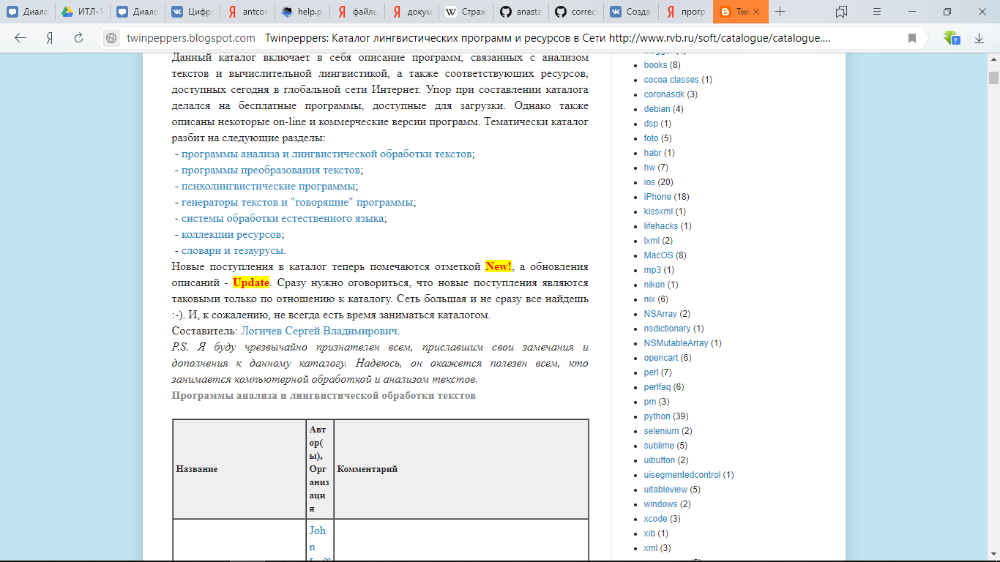 Диало
ИТЛ-1
Диало
Цифр
antcor
help.p
файль
докум
Страж
anasta
correc
Созда
прогр
Twi
twinpeppers.blogspot.com Twinpeppers: Каталог лингвистических программ и ресурсов в Сети http://www.rvb.ru/soft/catalogue/catalogue....
Данный каталог включает в себя описание программ, связанных с анализом
текстов и вычислительной лингвистикой, а также соответствующих ресурсов,
доступных сегодня в глобальной сети Интернет. Упор при составлении каталога
делался на бесплатные программы, доступные для загрузки. Однако также
описаны некоторые on-line и коммерческие версии программ. Тематически каталог
разбит на следующие разделы:
- программы анализа и лингвистической обработки текстов;
- программы преобразования текстов;
- психолингвистические программы;
- генераторы текстов и "говорящие" программы;
- системы обработки естественного языка;
- коллекции ресурсов;
- словари и тезаурусы.
Новые поступления в каталог теперь помечаются отметкой New!, а обновления
описаний - Update. Сразу нужно оговориться, что новые поступления являются
таковыми только по отношению к каталогу. Сеть большая и не сразу все найдешь
:-). И, к сожалению, не всегда есть время заниматься каталогом.
Составитель: Логичев Сергей Владимирович.
P.S. Я буду чрезвычайно признателен всем, приславшим свои замечания и
дополнения к данному каталогу. Надеюсь, он окажется полезен всем, кто
занимается компьютерной обработкой и анализом текстов.
Программы анализа и лингвистической обработки текстов
Название
Авт
ор(
ы),
Орг
аниз
аци
я
Комментарий
Joh
n
books (8)
cocoa classes (1)
coronasdk (3)
debian (4)
dsp (1)
foto (5)
habr (1)
hw (7)
ios (20)
iPhone (18)
kissxml (1)
lifehacks (1)
lxml (2)
MacOS (8)
mp3 (1)
nikon (1)
nix (6)
NSArray (2)
nsdictionary (1)
NSMutableArray (1)
opencart (6)
perl (7)
perlfaq (6)
pm (3)
python (39)
selenium (2)
sublime (5)
uibutton (2)
uisegmentedcontrol (1)
uitableview (5)
windows (2)
xcode (3)
xib (1)
xml (3)